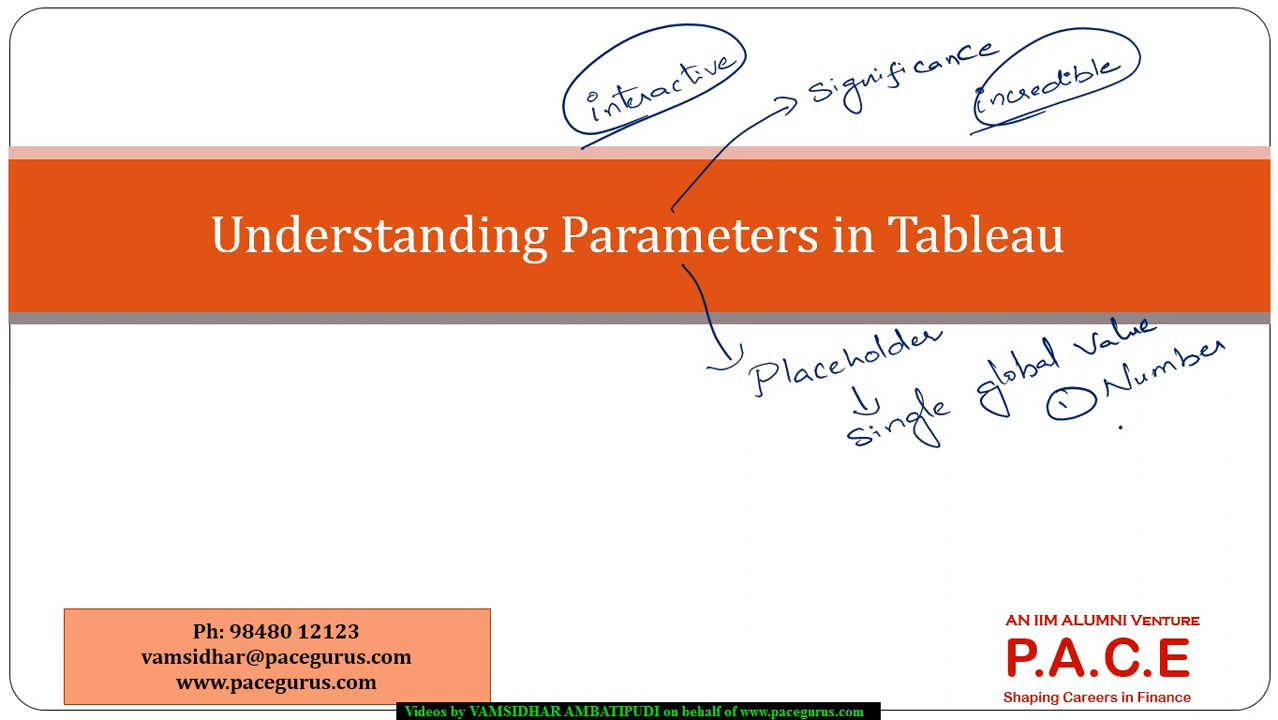 interactive
Significance
incredible
Understanding Parameters in Tableau
Placeholder
Single global value
① Number
Ph: 98480 12123
vamsidhar@pacegurus.com
www.pacegurus.com
AN IIM ALUMNI VENTURE
P.A.C.E
Shaping Careers in Finance
Videos by VAMSIDHAR AMBATIPUDI on behalf of www.pacegurus.com